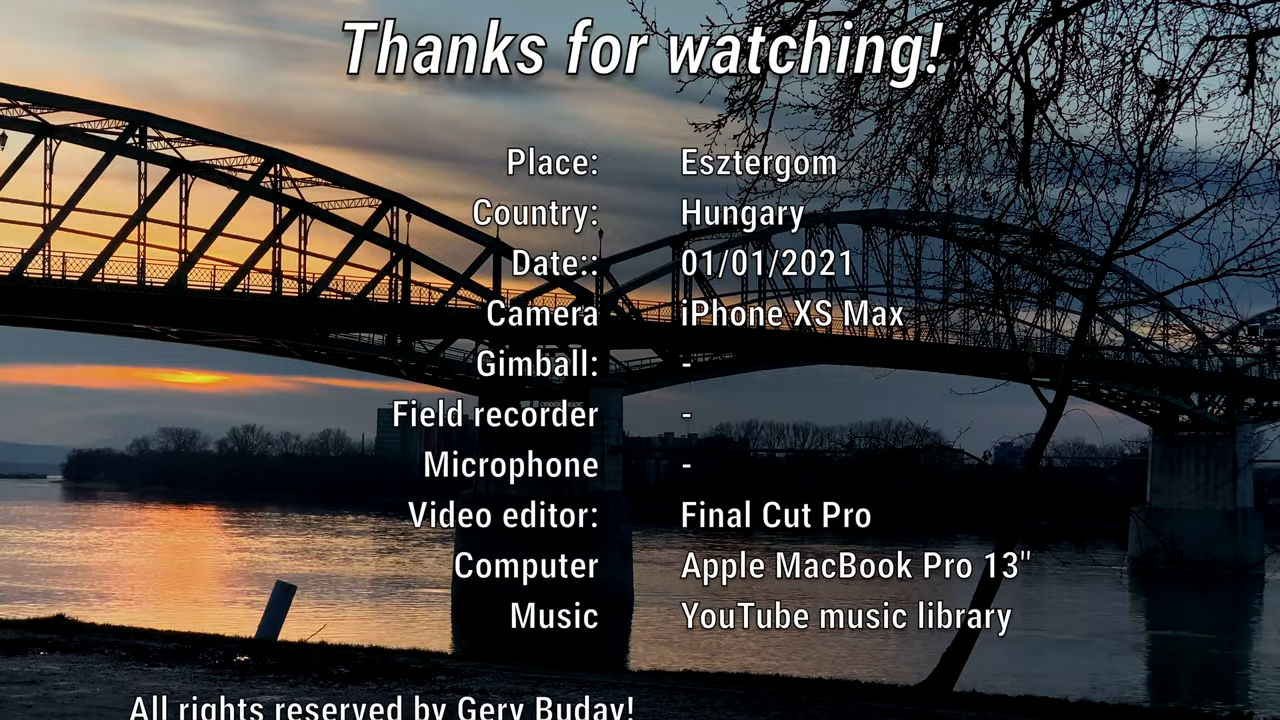 Thanks for watching!
Place: Esztergom
Country: Hungary
Date:: 01/01/2021
Camera iPhone XS Max
Gimball: -
Field recorder -
Microphone -
Video editor: Final Cut Pro
Computer Apple MacBook Pro 13"
Music YouTube music library
All rights reserved by Gery Buday!